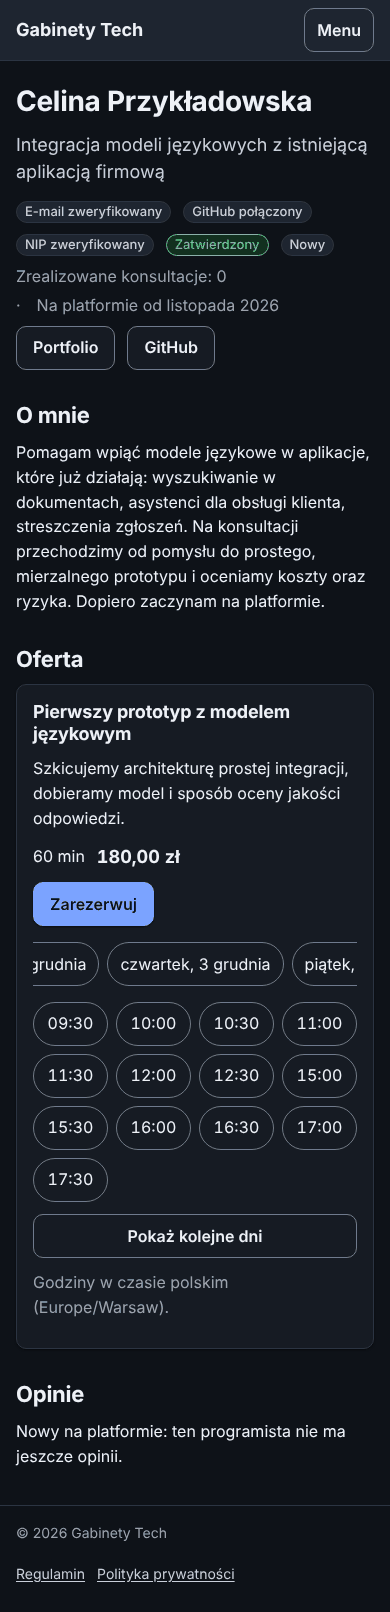 Gabinety Tech
Menu
Celina Przykładowska
Integracja modeli językowych z istniejącą
aplikacją firmową
E-mail zweryfikowany
GitHub połączony
NIP zweryfikowany
Zatwierdzony
Nowy
Zrealizowane konsultacje: 0
· Na platformie od listopada 2026
Portfolio
GitHub
O mnie
Pomagam wpiąć modele językowe w aplikacje,
które już działają: wyszukiwanie w
dokumentach, asystenci dla obsługi klienta,
streszczenia zgłoszeń. Na konsultacji
przechodzimy od pomysłu do prostego,
mierzalnego prototypu i oceniamy koszty oraz
ryzyka. Dopiero zaczynam na platformie.
Oferta
Pierwszy prototyp z modelem
językowym
Szkicujemy architekturę prostej integracji,
dobieramy model i sposób oceny jakości
odpowiedzi.
60 min 180,00 zł
Zarezerwuj
grudnia
czwartek, 3 grudnia
piątek,
09:30 10:00 10:30 11:00
11:30 12:00 12:30 15:00
15:30 16:00 16:30 17:00
17:30
Pokaż kolejne dni
Godziny w czasie polskim
(Europe/Warsaw).
Opinie
Nowy na platformie: ten programista nie ma
jeszcze opinii.
© 2026 Gabinety Tech
Regulamin Polityka prywatności